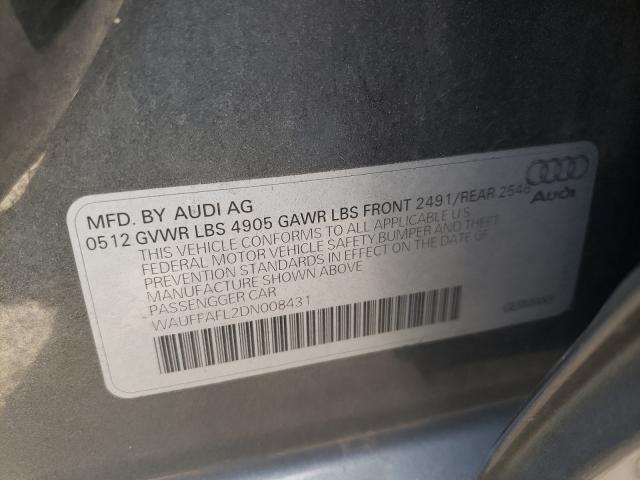 MFD. BY AUDI AG
0512 GVWR LBS 4905 GAWR LBS FRONT 2491/REAR 2546
Audi
THIS VEHICLE CONFORMS TO ALL APPLICABLE U.S.
FEDERAL MOTOR VEHICLE SAFETY,BUMPER AND THEFT
PREVENTION STANDARDS IN EFFECT ON THE DATE OF
MANUFACTURE SHOWN ABOVE
PASSENGGER CAR
WAUFFAFL2DN008431
GERMANY